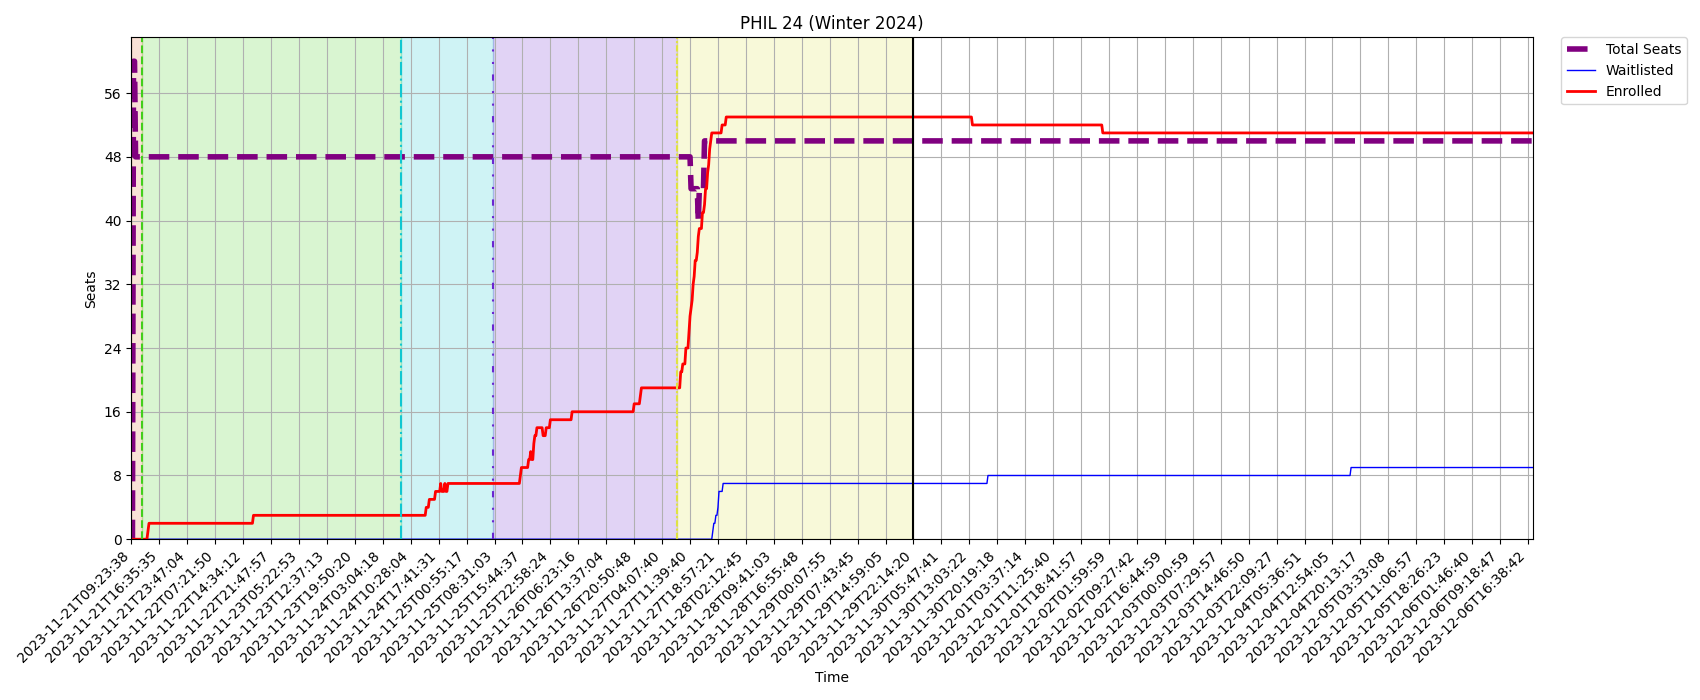 PHIL 24 (Winter 2024)
Total Seats
Waitlisted
Enrolled
Seats
56
48
40
32
24
16
8
0
2023-11-21T09:23:38
2023-11-21T16:35:35
2023-11-21T23:47:04
2023-11-22T07:21:50
2023-11-22T14:34:12
2023-11-22T21:47:57
2023-11-23T05:22:53
2023-11-23T12:37:13
2023-11-23T19:50:20
2023-11-24T03:04:18
2023-11-24T10:28:04
2023-11-24T17:41:31
2023-11-25T00:55:17
2023-11-25T08:31:03
2023-11-25T15:44:37
2023-11-25T22:58:24
2023-11-26T06:23:16
2023-11-26T13:37:04
2023-11-26T20:50:48
2023-11-27T04:07:40
2023-11-27T11:39:40
2023-11-27T18:57:21
2023-11-28T02:12:45
2023-11-28T09:41:03
2023-11-28T16:55:48
2023-11-29T00:07:55
2023-11-29T07:43:45
2023-11-29T14:59:05
2023-11-29T22:14:20
2023-11-30T05:47:41
2023-11-30T13:03:22
2023-11-30T20:19:18
2023-12-01T03:37:14
2023-12-01T11:25:40
2023-12-01T18:41:57
2023-12-02T01:59:59
2023-12-02T09:27:42
2023-12-02T16:44:59
2023-12-03T00:00:59
2023-12-03T07:29:57
2023-12-03T14:46:50
2023-12-03T22:09:27
2023-12-04T05:36:51
2023-12-04T12:54:05
2023-12-04T20:13:17
2023-12-05T03:33:08
2023-12-05T11:06:57
2023-12-05T18:26:23
2023-12-06T01:46:40
2023-12-06T09:18:47
2023-12-06T16:38:42
Time